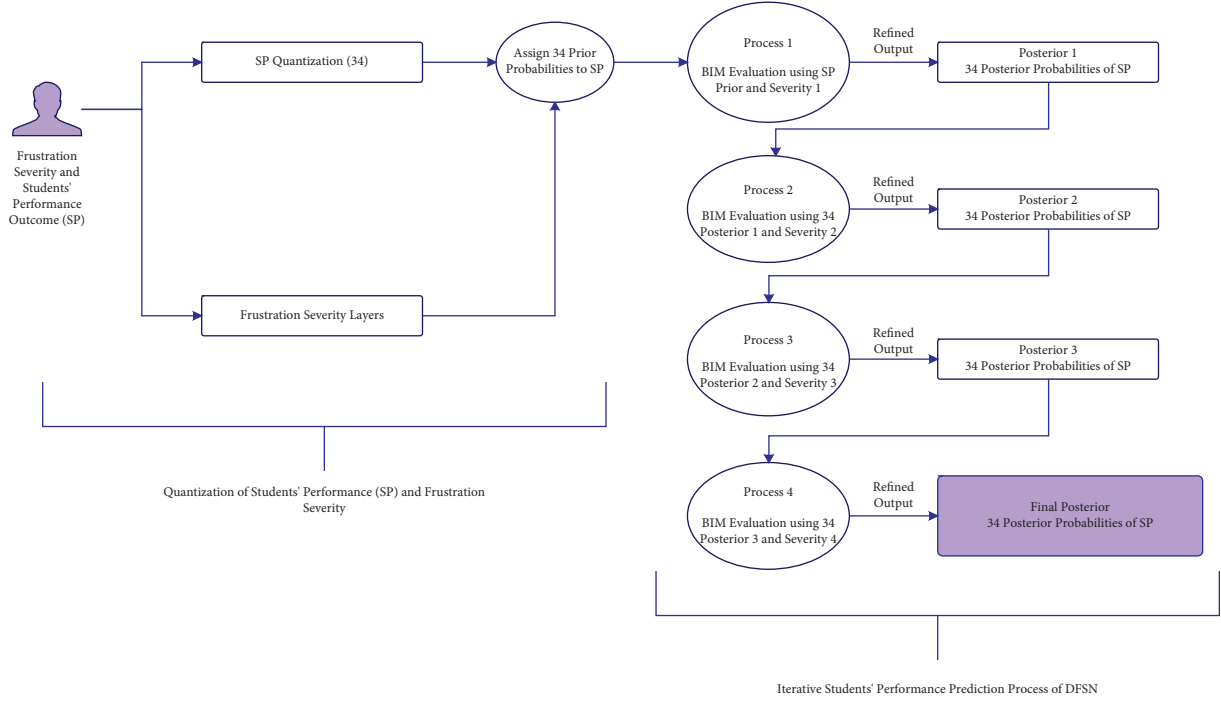 Frustration
Severity and
Students'
Performance
Outcome (SP)
SP Quantization (34)
Frustration Severity Layers
Assign 34 Prior
Probabilities to SP
Quantization of Students' Performance (SP) and Frustration
Severity
Process 1
BIM Evaluation using SP
Prior and Severity 1
Refined
Output
Posterior 1
34 Posterior Probabilities of SP
Process 2
BIM Evaluation using 34
Posterior 1 and Severity 2
Refined
Output
Posterior 2
34 Posterior Probabilities of SP
Process 3
BIM Evaluation using 34
Posterior 2 and Severity 3
Refined
Output
Posterior 3
34 Posterior Probabilities of SP
Process 4
BIM Evaluation using 34
Posterior 3 and Severity 4
Refined
Output
Final Posterior
34 Posterior Probabilities of SP
Iterative Students' Performance Prediction Process of DFSN